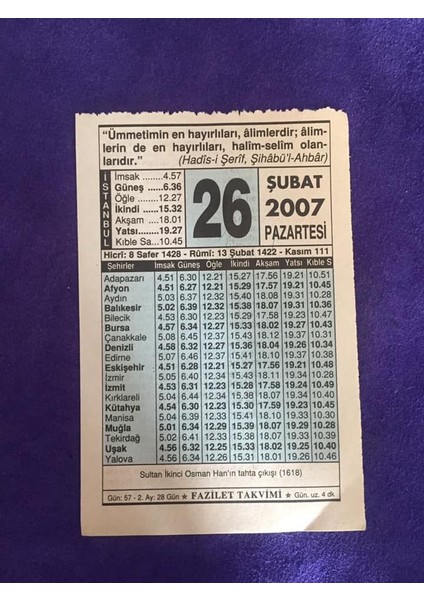 “Ümmetimin en hayırlıları, âlimlerdir; âlim-
lerin de en hayırlıları, halîm-selîm olan-
larıdır.” (Hadîs-i Şerîf, Şihâbü'l-Ahbâr)
İSTANBUL
İmsak ........4.57
Güneş ......6.36
Öğle ........12.27
İkindi .....15.32
Akşam ....18.01
Yatsı.......19.27
Kıble Sa...10.45
26
ŞUBAT
2007
PAZARTESİ
Hicrî: 8 Safer 1428 - Rûmî: 13 Şubat 1422 - Kasım 111
Şehirler İmsak Güneş Öğle İkindi Akşam Yatsı Kıble S
Adapazarı 4.51 6.30 12.21 15.27 17.56 19.21 10.51
Afyon 4.51 6.27 12.21 15.29 17.57 19.21 10.45
Aydın 5.03 6.37 12.32 15.40 18.08 19.31 10.28
Balıkesir 5.02 6.39 12.32 15.38 18.07 19.31 10.36
Bilecik 4.53 6.30 12.23 15.29 17.58 19.22
Bursa 4.57 6.34 12.27 15.33 18.02 19.27 10.43
Çanakkale 5.08 6.45 12.37 15.43 18.12 19.37 10.31
Denizli 4.58 6.32 12.27 15.36 18.04 19.26 10.34
Edirne 5.07 6.46 12.37 15.41 18.10 19.37 10.38
Eskişehir 4.51 6.28 12.21 15.27 17.56 19.21 10.48
İzmir 5.05 6.40 12.34 15.43 18.11 19.34 10.28
İzmit 4.53 6.31 12.23 15.28 17.58 19.24 10.49
Kırklareli 5.04 6.44 12.34 15.38 18.07 19.34 10.40
Kütahya 4.54 6.30 12.23 15.30 17.59 19.23 10.45
Manisa 5.04 6.39 12.33 15.41 18.10 19.33 10.30
Muğla 5.01 6.34 12.29 15.39 18.07 19.29 10.28
Tekirdağ 5.02 6.41 12.33 15.38 18.07 19.33 10.39
Uşak 4.56 6.32 12.25 15.33 18.02 19.25 10.40
Yalova 4.56 6.34 12.26 15.31 18.01 19.26 10.46
Sultan İkinci Osman Han'ın tahta çıkışı (1618)
Gün: 57 - 2. Ay: 28 Gün ★ FAZİLET TAKVİMİ ★ Gün. uz. 4 dk.